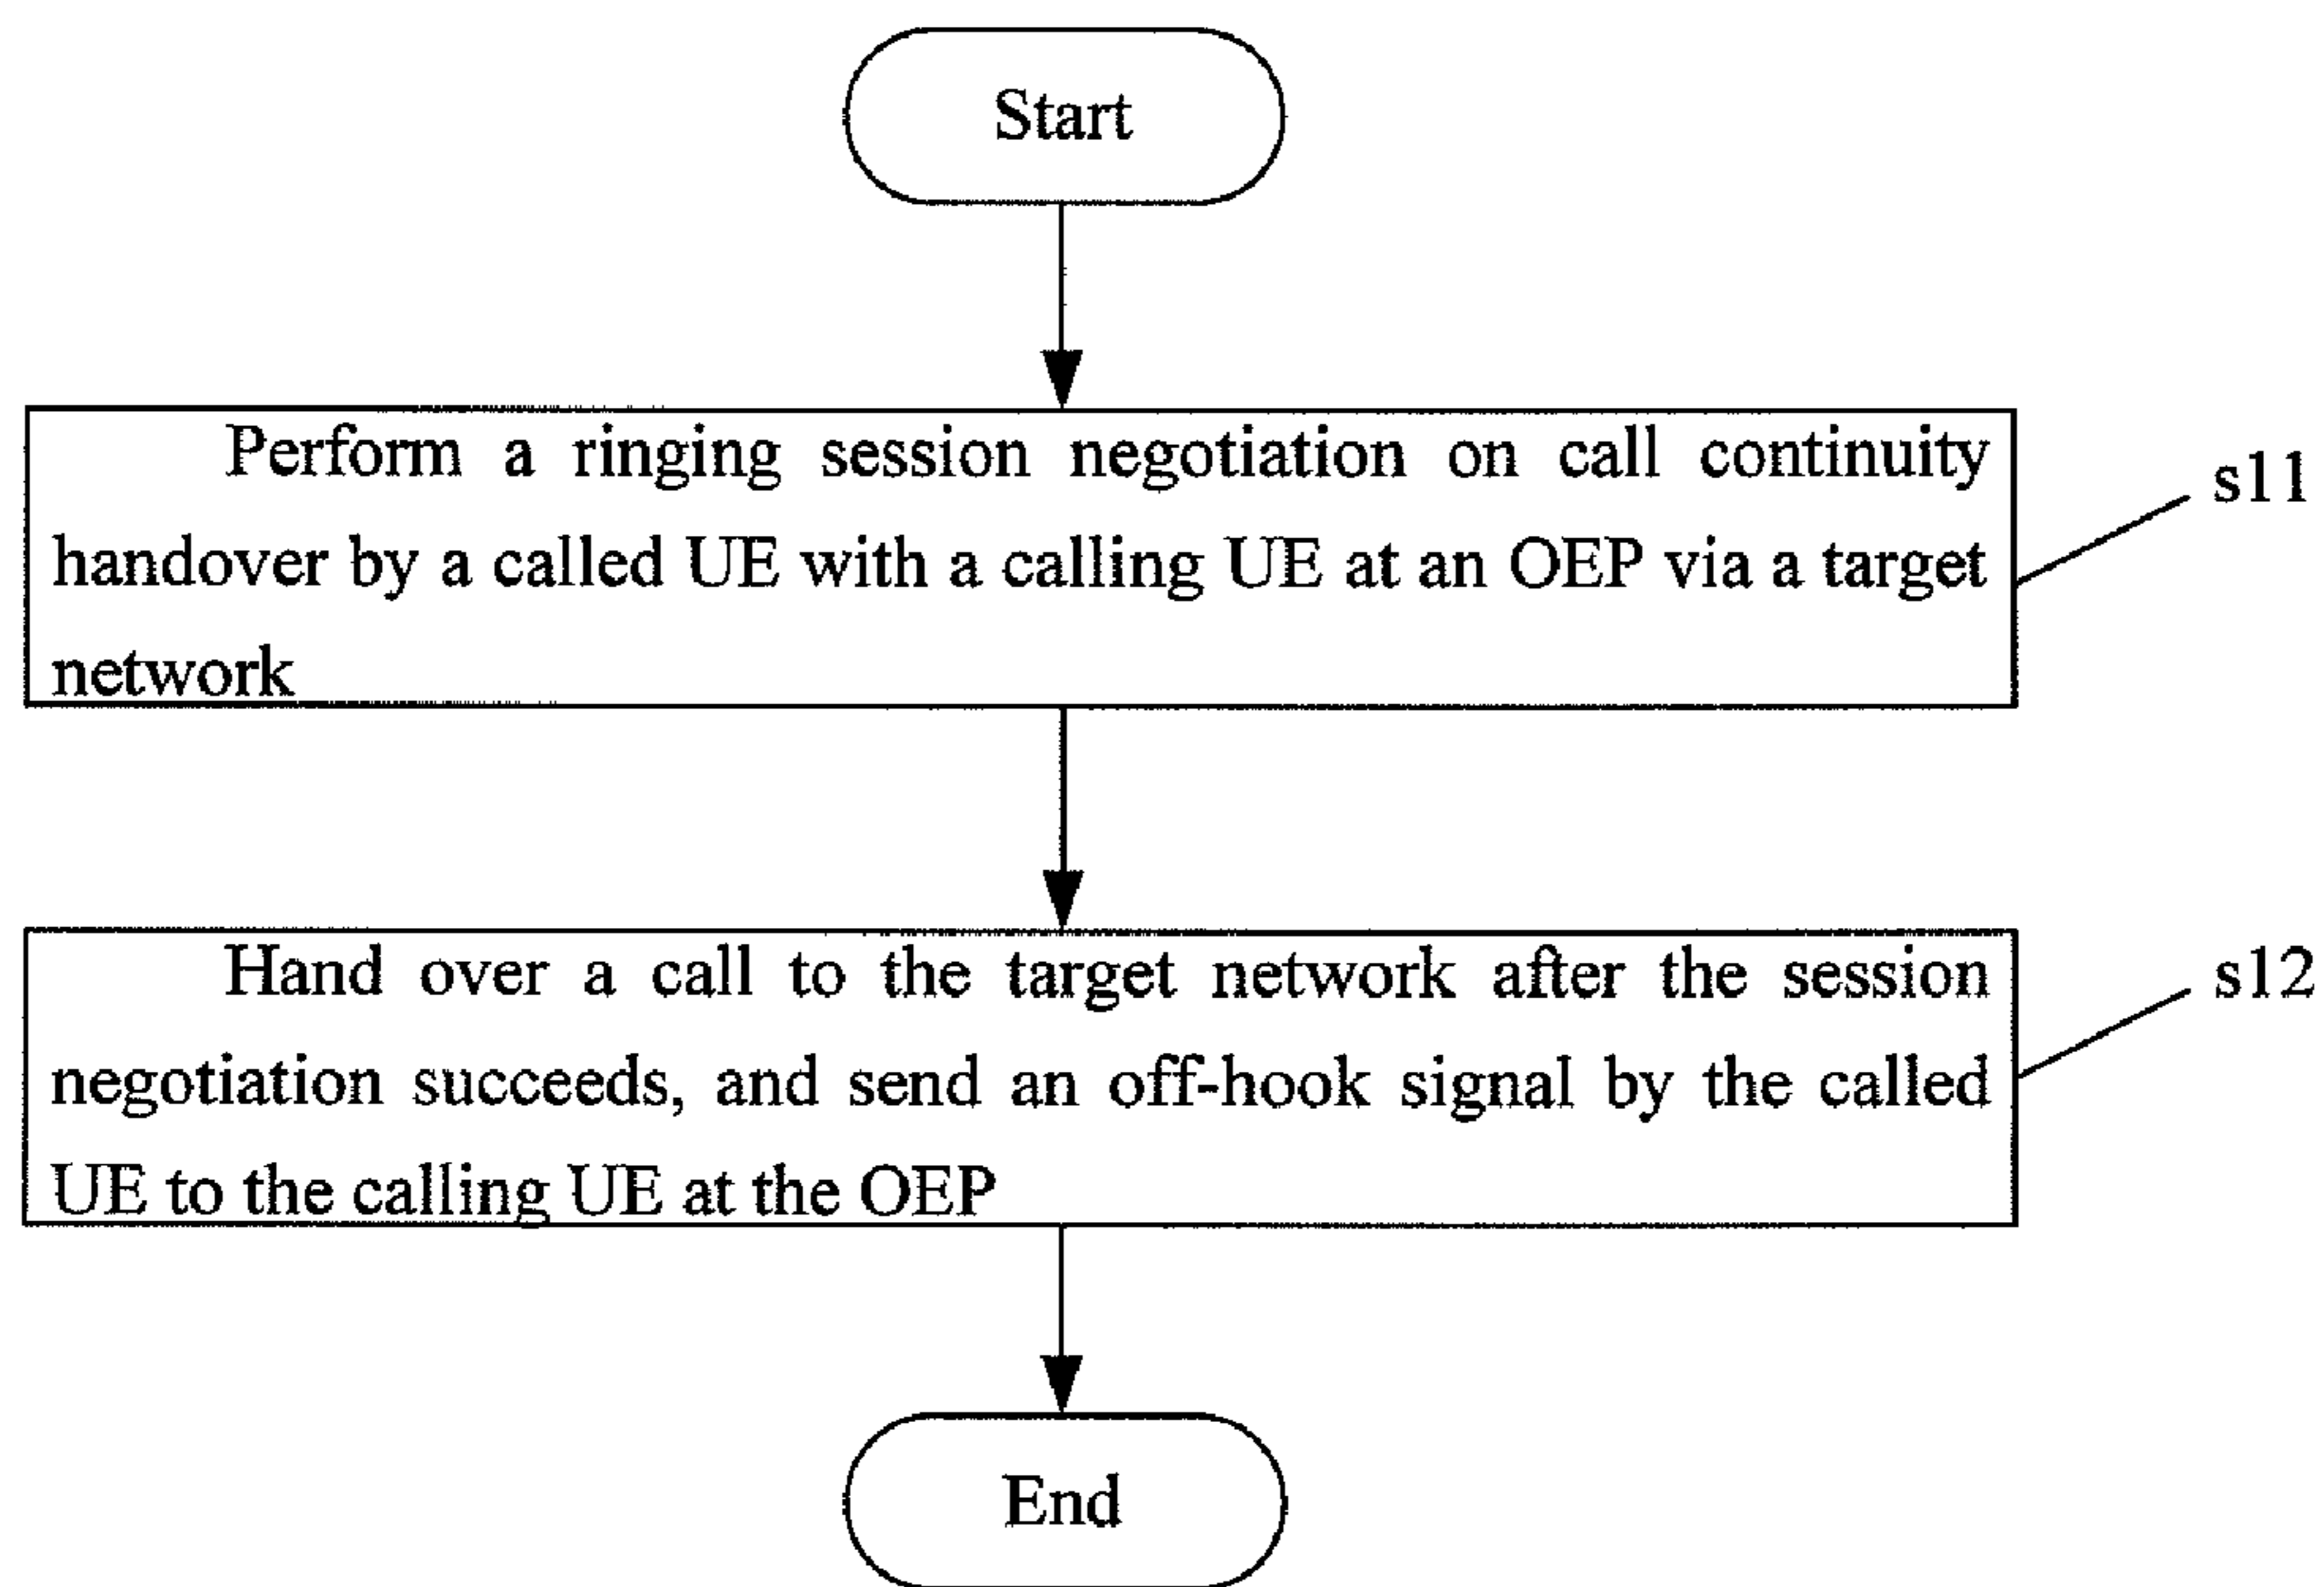 Start
Perform a ringing session negotiation on call continuity
handover by a called UE with a calling UE at an OEP via a target
network
s11
Hand over a call to the target network after the session
negotiation succeeds, and send an off-hook signal by the called
UE to the calling UE at the OEP
s12
End